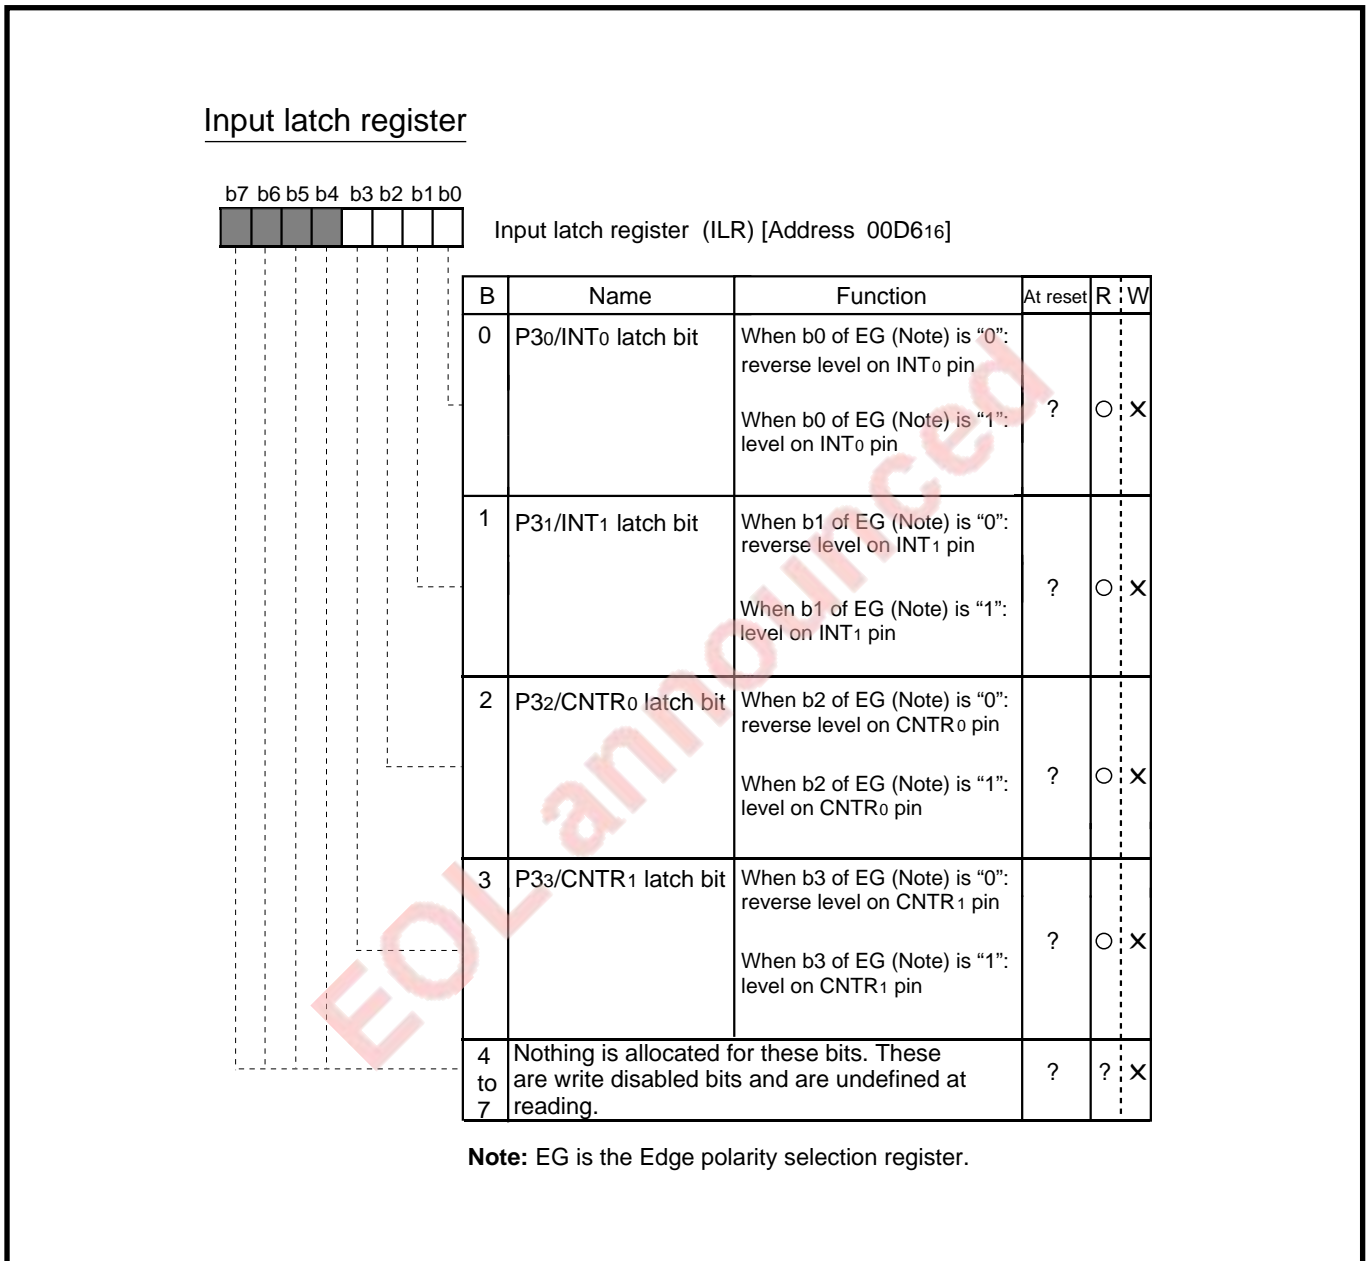 Input latch register
b7 b6 b5 b4 b3 b2 b1 b0
Input latch register (ILR) [Address 00D616]
B Name Function At reset R W
0 P30/INT0 latch bit When b0 of EG (Note) is “0”:
reverse level on INT0 pin
When b0 of EG (Note) is “1”:
level on INT0 pin
? ○ ×
1 P31/INT1 latch bit When b1 of EG (Note) is “0”:
reverse level on INT1 pin
When b1 of EG (Note) is “1”:
level on INT1 pin
? ○ ×
2 P32/CNTR0 latch bit When b2 of EG (Note) is “0”:
reverse level on CNTR0 pin
When b2 of EG (Note) is “1”:
level on CNTR0 pin
? ○ ×
3 P33/CNTR1 latch bit When b3 of EG (Note) is “0”:
reverse level on CNTR1 pin
When b3 of EG (Note) is “1”:
level on CNTR1 pin
? ○ ×
4 Nothing is allocated for these bits. These
to are write disabled bits and are undefined at
7 reading.
? ? ×
Note: EG is the Edge polarity selection register.
EOL announced